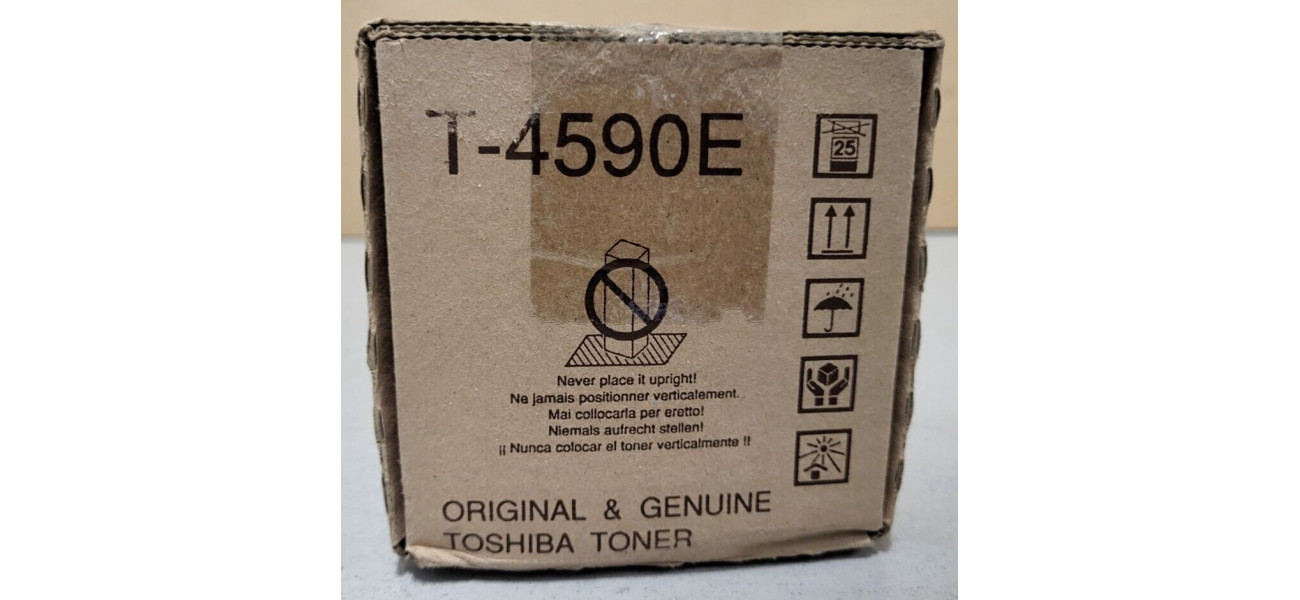 T-4590E
25
Never place it upright!
Ne jamais positionner verticalement.
Mai collocarla per eretto!
Niemals aufrecht stellen!
¡¡ Nunca colocar el toner verticalmente !!
ORIGINAL & GENUINE
TOSHIBA TONER